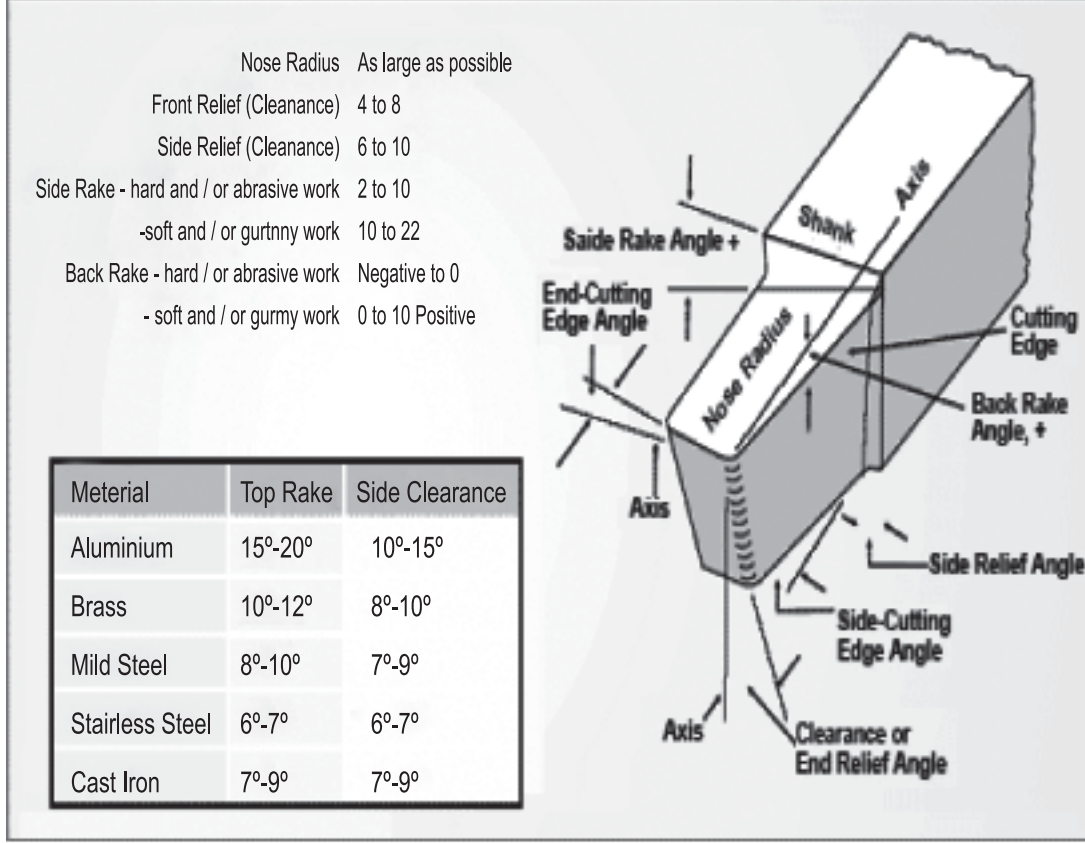 Nose Radius As large as possible
Front Relief (Cleanance) 4 to 8
Side Relief (Cleanance) 6 to 10
Side Rake - hard and / or abrasive work 2 to 10
-soft and / or gurtnny work 10 to 22
Back Rake - hard / or abrasive work Negative to 0
- soft and / or gurmy work 0 to 10 Positive
Meterial Top Rake Side Clearance
Aluminium 15º-20º 10º-15º
Brass 10º-12º 8º-10º
Mild Steel 8º-10º 7º-9º
Stairless Steel 6º-7º 6º-7º
Cast Iron 7º-9º 7º-9º
Axis
Shank
Saide Rake Angle +
End-Cutting
Edge Angle
Nose Radius
Cutting
Edge
Back Rake
Angle, +
Axis
Side Relief Angle
Side-Cutting
Edge Angle
Axis
Clearance or
End Relief Angle